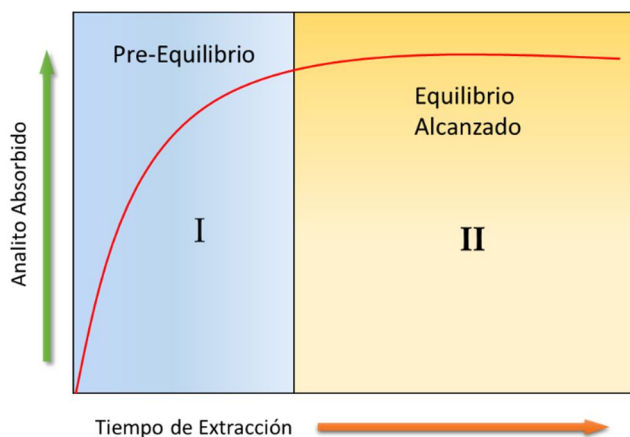 Pre-Equilibrio
Equilibrio
Alcanzado
I
II
Analito Absorbido
Tiempo de Extracción